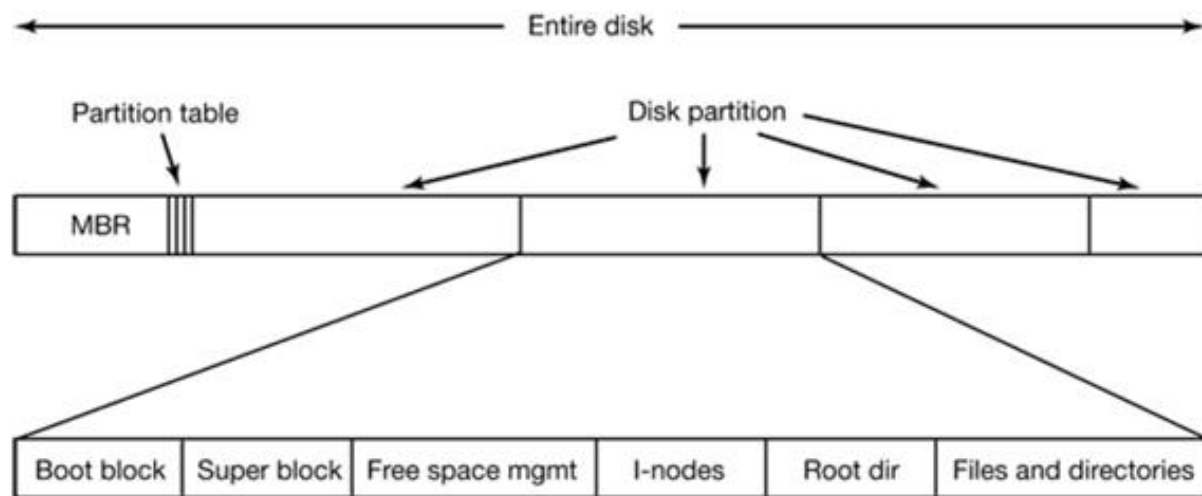 Entire disk
Partition table
Disk partition
MBR
Boot block
Super block
Free space mgmt
I-nodes
Root dir
Files and directories